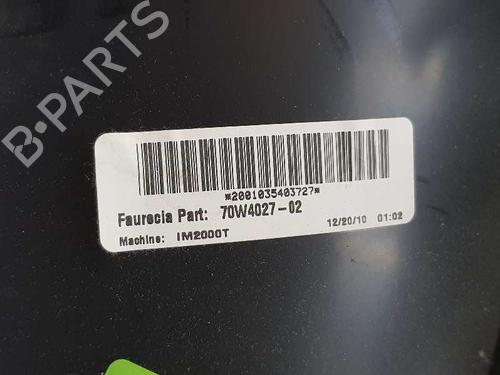 B-PARTS
*2001035403727*
Faurecia Part: 70W4027-02
12/20/10 01:02
Machine: IM2000T